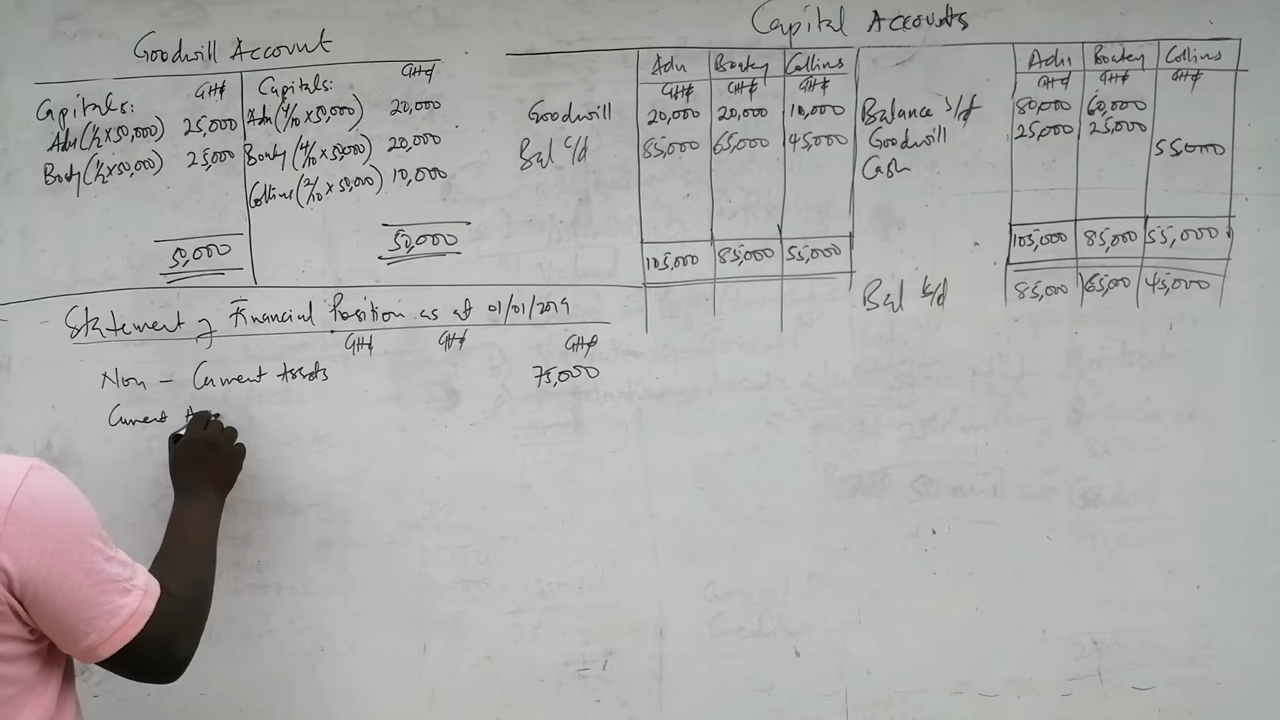 Goodwill Account
GH¢ GH¢
Capitals: Capitals:
Adu (1/2 x 50,000) 25,000 Adu (4/10 x 50,000) 20,000
Body (1/2 x 50,000) 25,000 Boatey (4/10 x 50,000) 20,000
Collins (2/10 x 50,000) 10,000
50,000 50,000
Capital Accounts
Adu Boatey Collins Adu Boatey Collins
GH¢ GH¢ GH¢ GH¢ GH¢ GH¢
Goodwill 20,000 20,000 10,000 Balance b/d 80,000 60,000
Bal c/d 85,000 65,000 45,000 Goodwill 25,000 25,000
Cash 55,000
105,000 85,000 55,000 105,000 85,000 55,000
Bal b/d 85,000 65,000 45,000
Statement of Financial Position as at 01/01/2019
GH¢ GH¢ GH¢
Non - Current Assets 75,000
Current